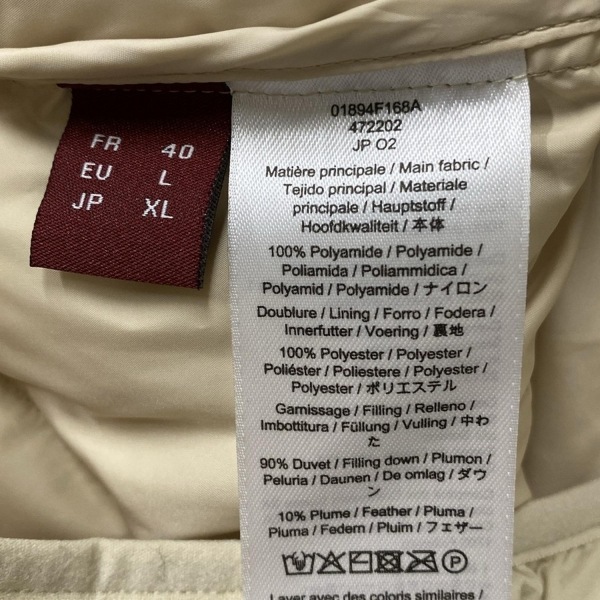 FR 40
EU L
JP XL
01894F168A
472202
JP O2
Matière principale / Main fabric /
Tejido principal / Materiale
principale / Hauptstoff /
Hoofdkwaliteit / 本体
100% Polyamide / Polyamide /
Poliamida / Poliammidica /
Polyamid / Polyamide / ナイロン
Doublure / Lining / Forro / Fodera /
Innerfutter / Voering / 裏地
100% Polyester / Polyester /
Poliéster / Poliestere / Polyester /
Polyester / ポリエステル
Garnissage / Filling / Relleno /
Imbottitura / Füllung / Vulling / 中わ
た
90% Duvet / Filling down / Plumon /
Peluria / Daunen / De omlag / ダウ
ン
10% Plume / Feather / Pluma /
Piuma / Federn / Pluim / フェザー
P
Laver avec des coloris similaires /